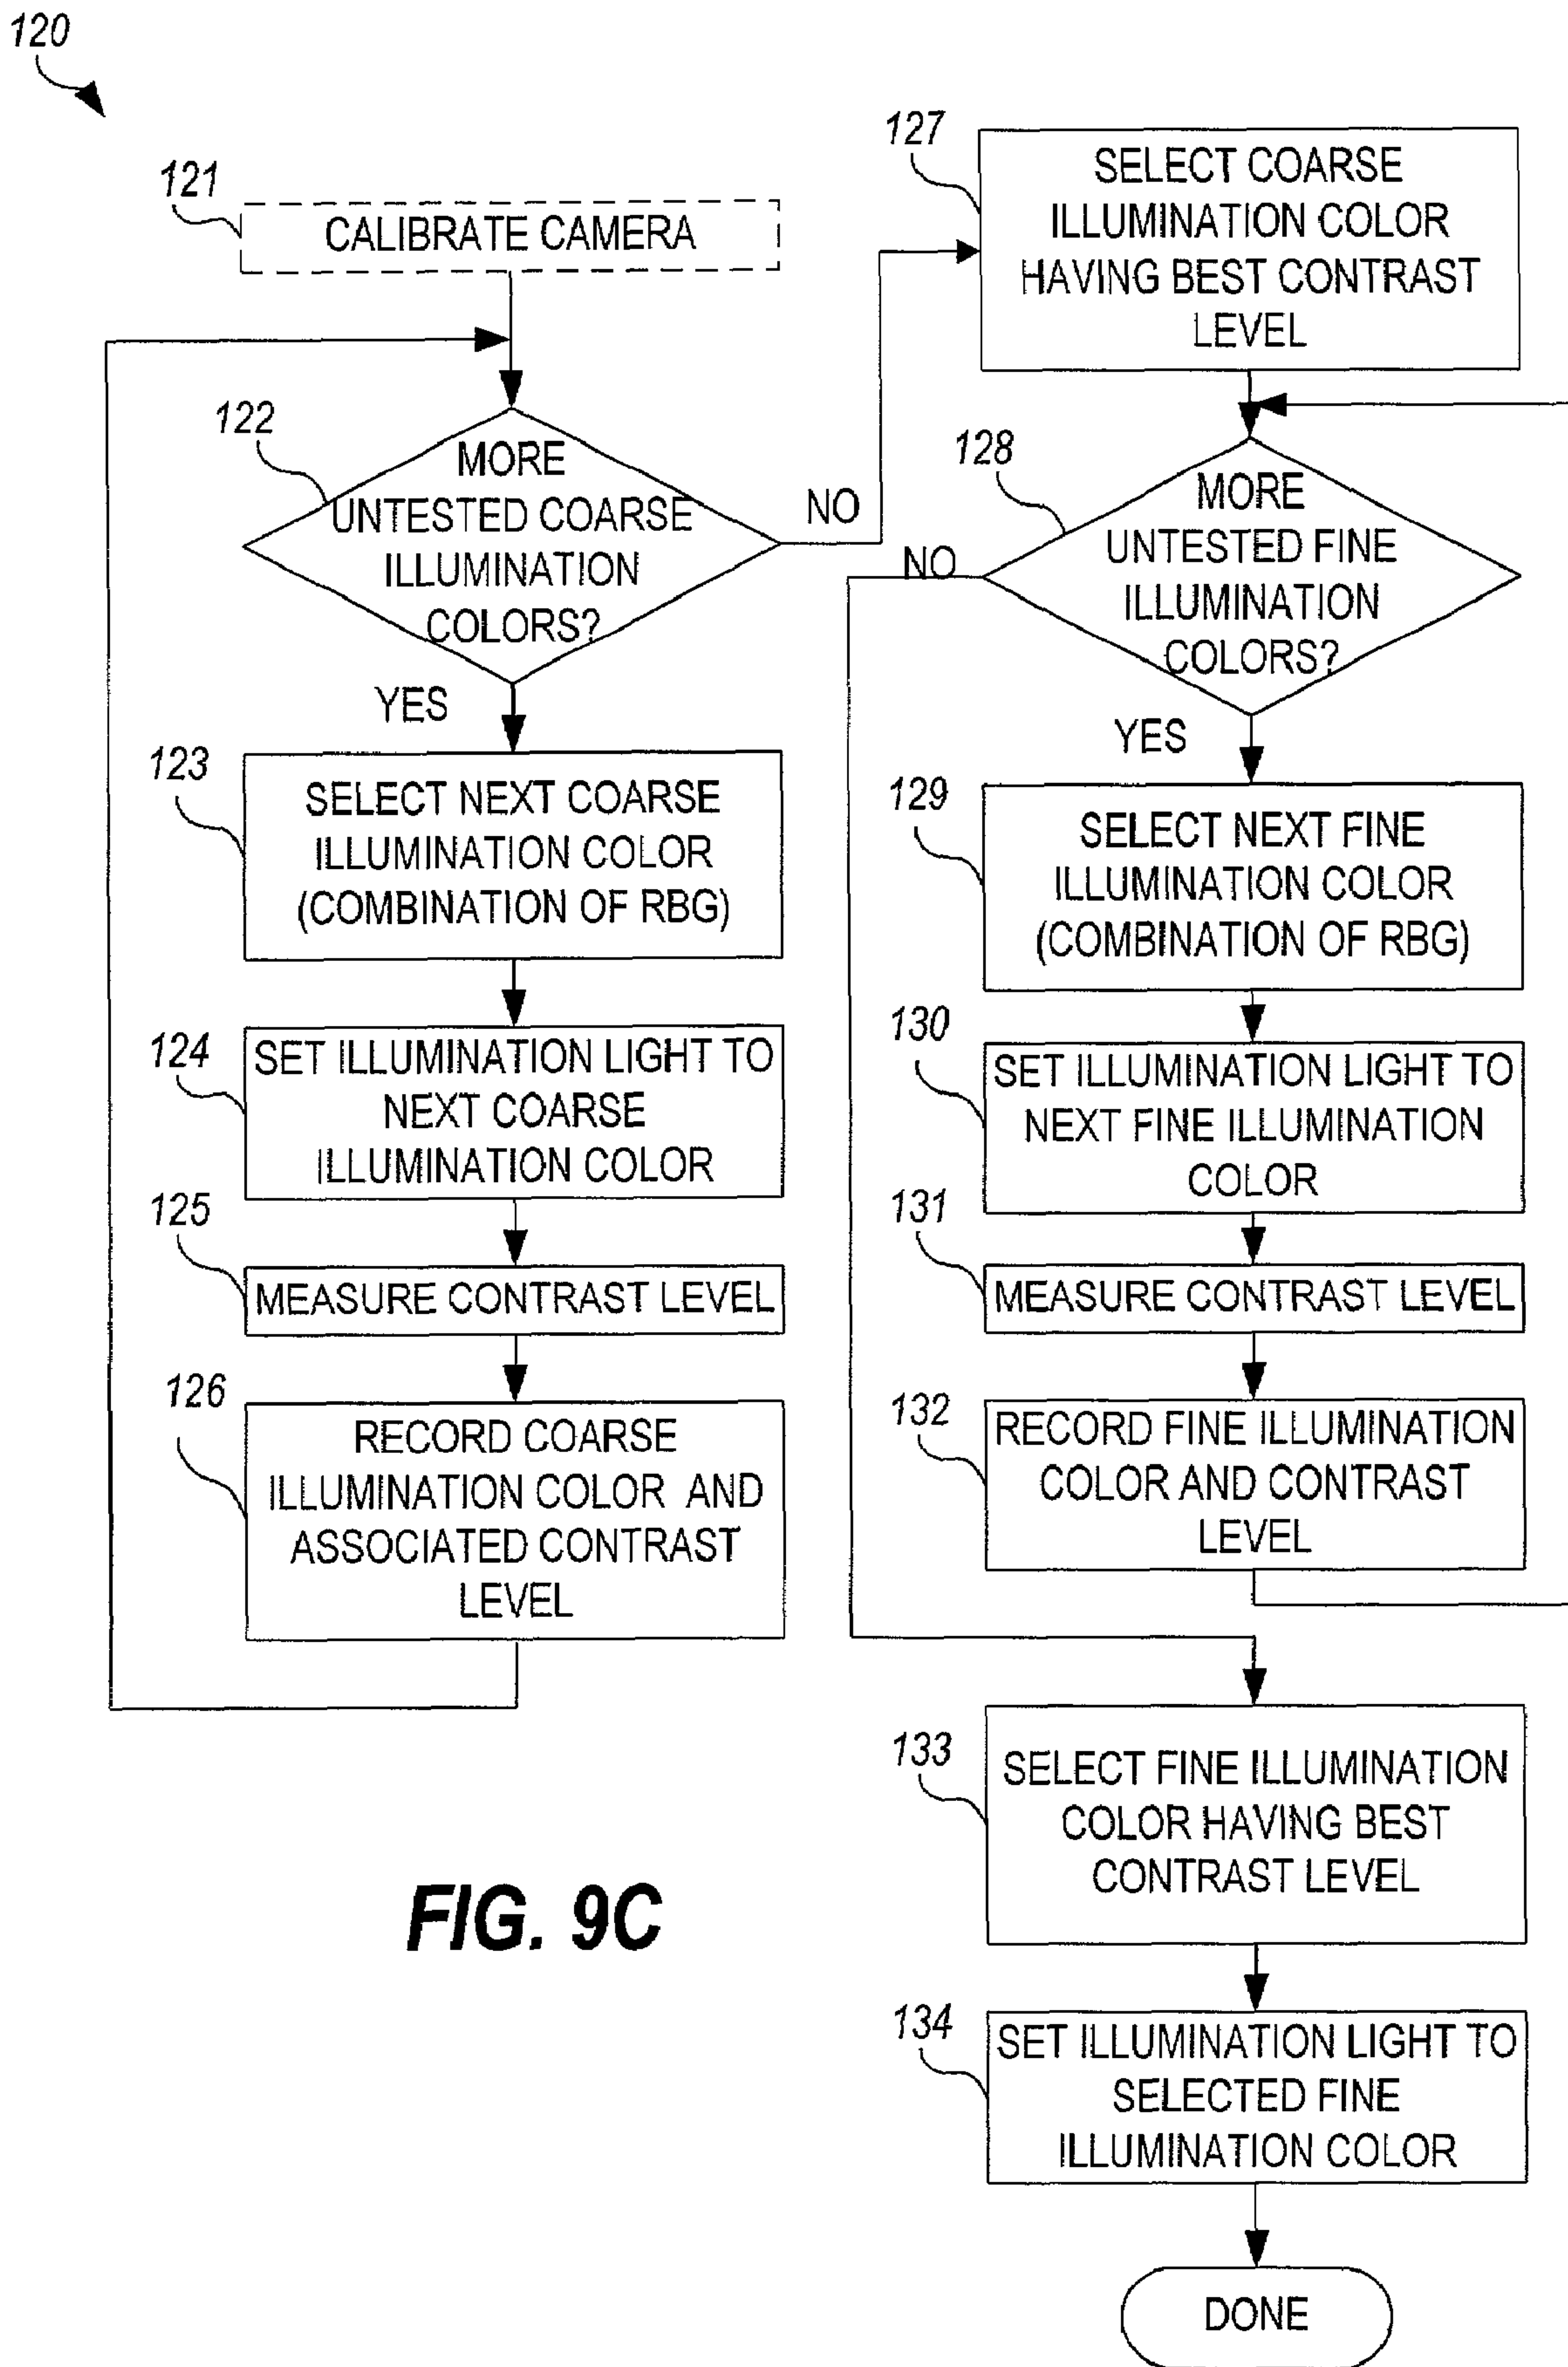 120
121
CALIBRATE CAMERA
122
MORE
UNTESTED COARSE
ILLUMINATION
COLORS?
NO
YES
123
SELECT NEXT COARSE
ILLUMINATION COLOR
(COMBINATION OF RBG)
124
SET ILLUMINATION LIGHT TO
NEXT COARSE
ILLUMINATION COLOR
125
MEASURE CONTRAST LEVEL
126
RECORD COARSE
ILLUMINATION COLOR AND
ASSOCIATED CONTRAST
LEVEL
127
SELECT COARSE
ILLUMINATION COLOR
HAVING BEST CONTRAST
LEVEL
128
MORE
UNTESTED FINE
ILLUMINATION
COLORS?
NO
YES
129
SELECT NEXT FINE
ILLUMINATION COLOR
(COMBINATION OF RBG)
130
SET ILLUMINATION LIGHT TO
NEXT FINE ILLUMINATION
COLOR
131
MEASURE CONTRAST LEVEL
132
RECORD FINE ILLUMINATION
COLOR AND CONTRAST
LEVEL
133
SELECT FINE ILLUMINATION
COLOR HAVING BEST
CONTRAST LEVEL
134
SET ILLUMINATION LIGHT TO
SELECTED FINE
ILLUMINATION COLOR
DONE
FIG. 9C